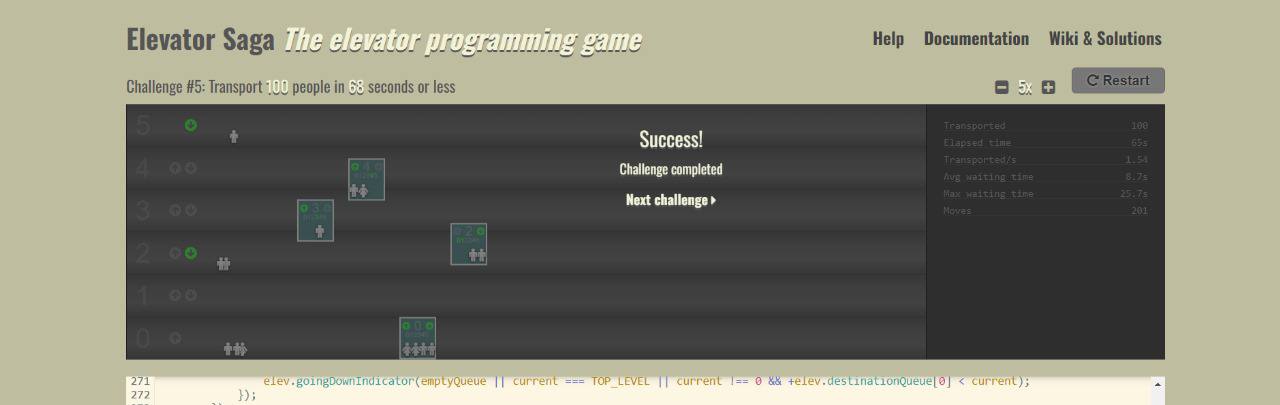 Elevator Saga The elevator programming game
Help Documentation Wiki & Solutions
Challenge #5: Transport 100 people in 68 seconds or less
5x
Restart
5
4
3
2
1
0
4
3
2
0
Success!
Challenge completed
Next challenge
Transported 100
Elapsed time 65s
Transported/s 1.54
Avg waiting time 8.7s
Max waiting time 25.7s
Moves 201
271 elev.goingDownIndicator(emptyQueue || current === TOP_LEVEL || current !== 0 && +elev.destinationQueue[0] < current);
272 });